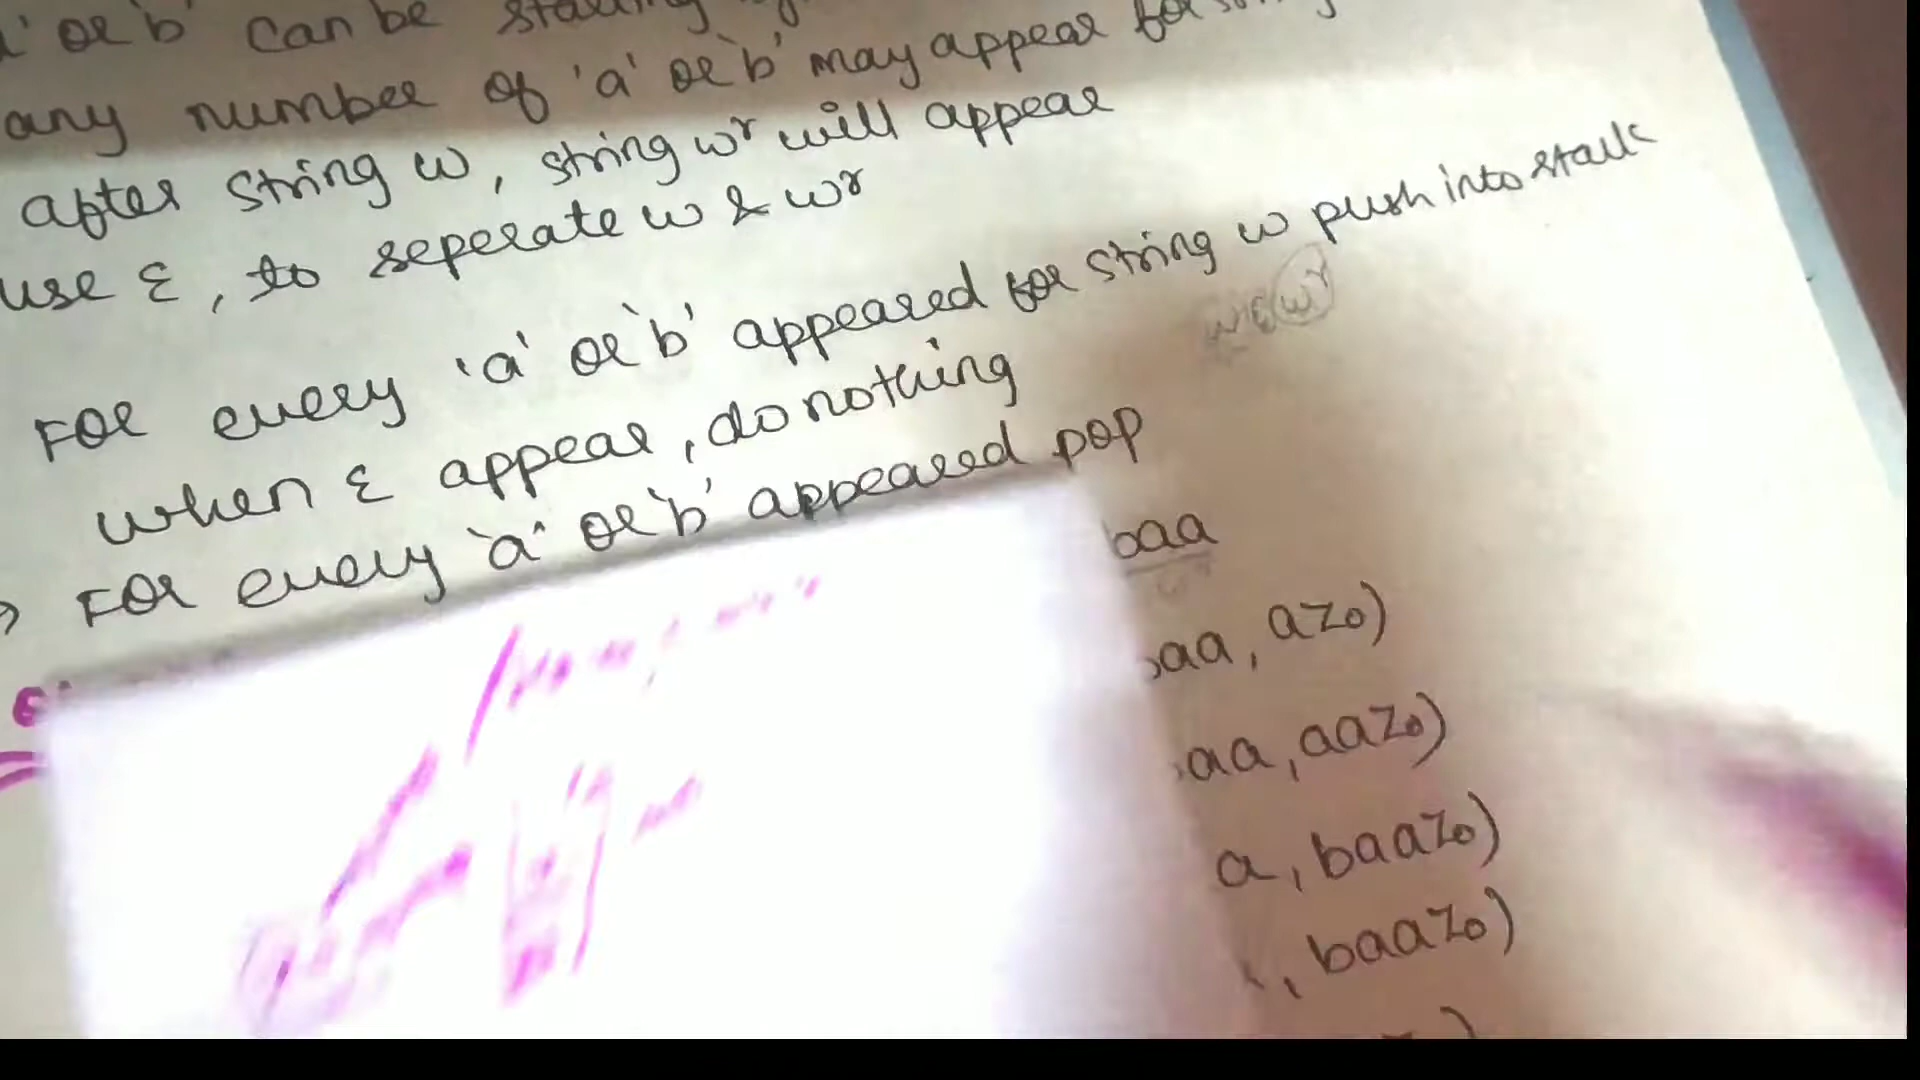 'a' or 'b' can be
any number of 'a' or 'b' may appear for
after string w, string wʳ will appear
use ε, to seperate w & wʳ
For every 'a' or 'b' appeared for string w push into stack
wεwʳ
when ε appear, do nothing
For every 'a' or 'b' appeared pop
baa
baa, az₀)
aa, aaz₀)
a, baaz₀)
, baaz₀)